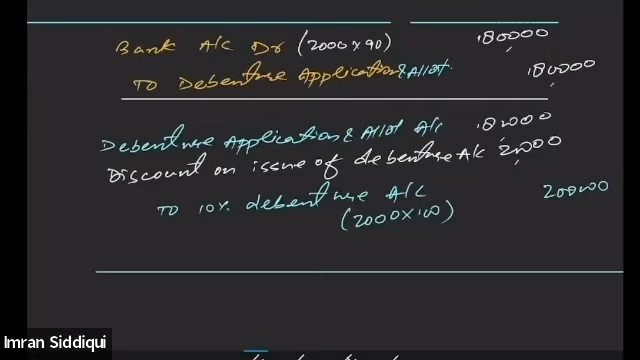 Bank A/c Dr (2000×90) 180000
To Debenture Application & Allot. 180000
Debenture Application & Allot A/c 180000
Discount on issue of debenture A/c 20000
To 10% debenture A/c 200000
(2000×100)
Imran Siddiqui